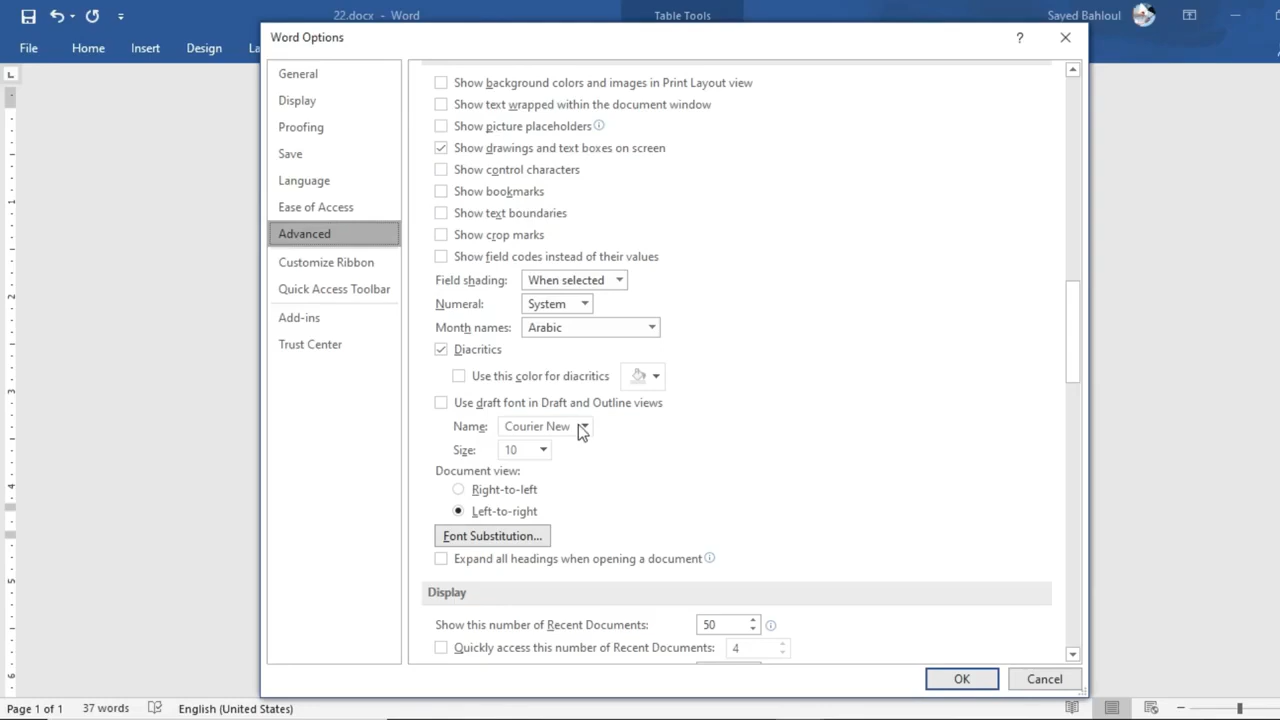 22.docx - Word
Table Tools
Sayed Bahloul
File
Home
Insert
Design
Word Options
General
Display
Proofing
Save
Language
Ease of Access
Advanced
Customize Ribbon
Quick Access Toolbar
Add-ins
Trust Center
Show background colors and images in Print Layout view
Show text wrapped within the document window
Show picture placeholders
Show drawings and text boxes on screen
Show control characters
Show bookmarks
Show text boundaries
Show crop marks
Show field codes instead of their values
Field shading: When selected
Numeral: System
Month names: Arabic
Diacritics
Use this color for diacritics
Use draft font in Draft and Outline views
Name: Courier New
Size: 10
Document view:
Right-to-left
Left-to-right
Font Substitution...
Expand all headings when opening a document
Display
Show this number of Recent Documents: 50
Quickly access this number of Recent Documents: 4
OK
Cancel
Page 1 of 1
37 words
English (United States)
1
2
3
4
5
6